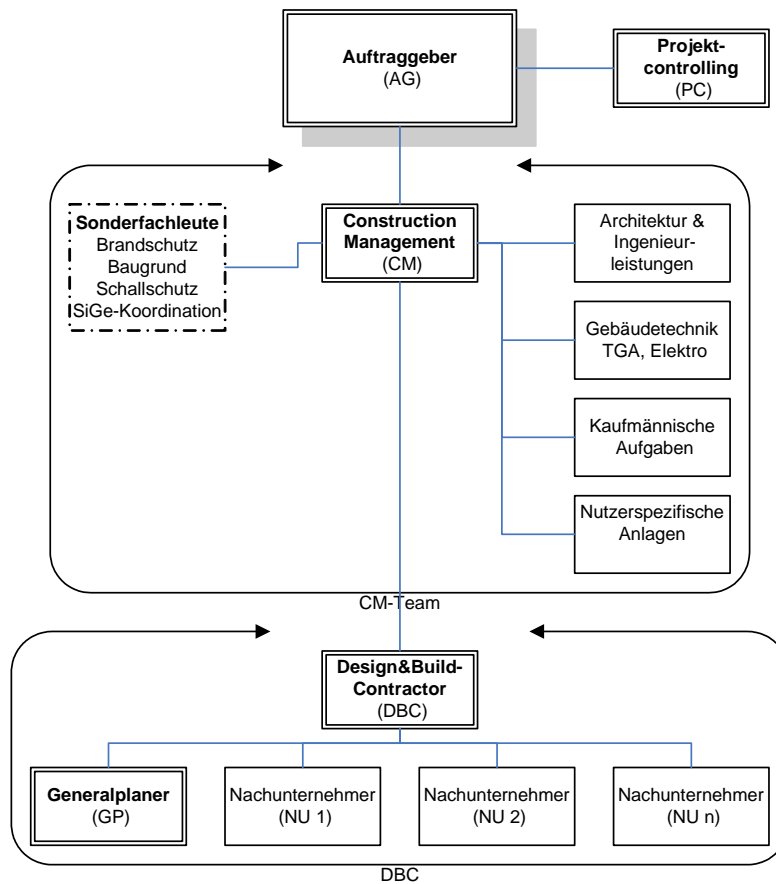 Auftraggeber
(AG)
Projekt-
controlling
(PC)
Sonderfachleute
Brandschutz
Baugrund
Schallschutz
SiGe-Koordination
Construction
Management
(CM)
Architektur &
Ingenieur-
leistungen
Gebäudetechnik
TGA, Elektro
Kaufmännische
Aufgaben
Nutzerspezifische
Anlagen
CM-Team
Design&Build-
Contractor
(DBC)
Generalplaner
(GP)
Nachunternehmer
(NU 1)
Nachunternehmer
(NU 2)
Nachunternehmer
(NU n)
DBC